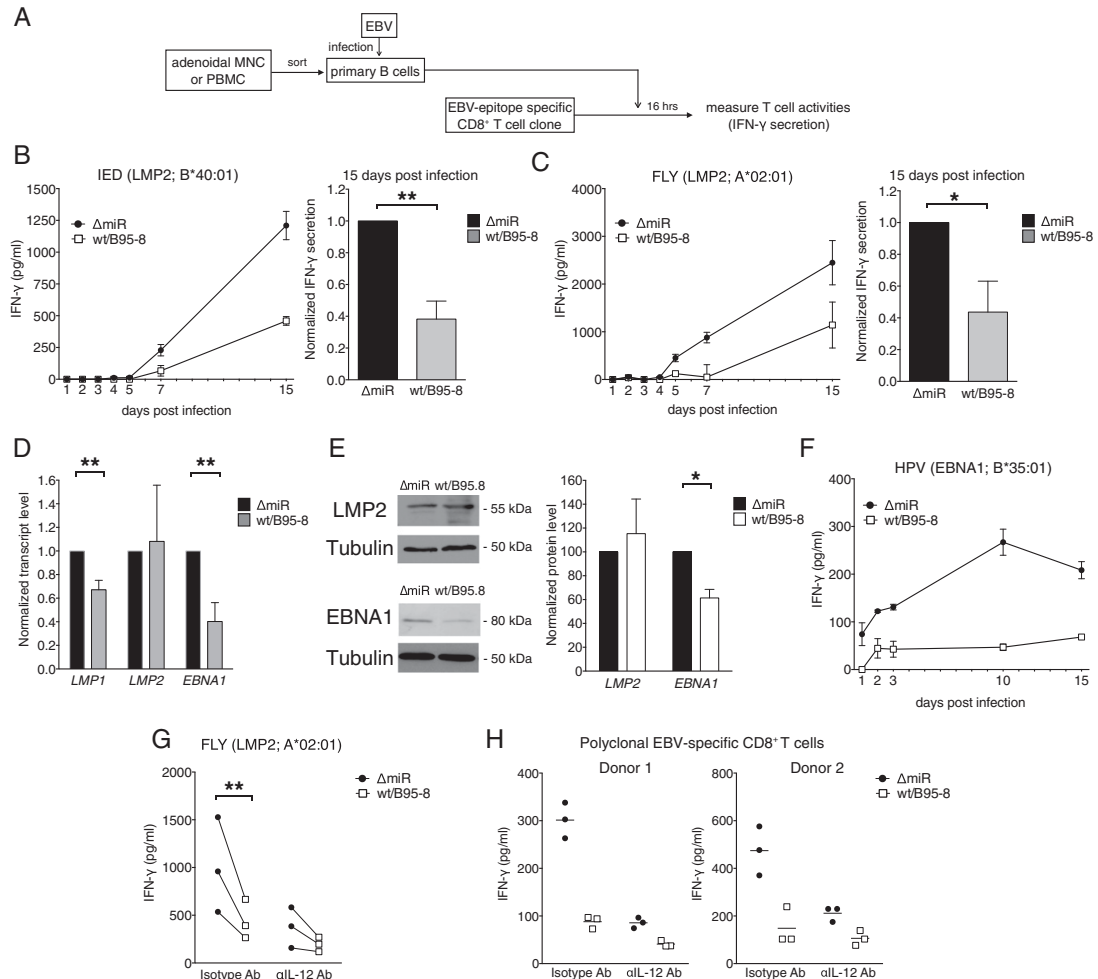 A
EBV
infection
adenoidal MNC
or PBMC
sort
primary B cells
EBV-epitope specific
CD8+ T cell clone
16 hrs
measure T cell activities
(IFN-γ secretion)
B
IED (LMP2; B*40:01)
1500
1250
1000
750
500
250
0
IFN-γ (pg/ml)
1 2 3 4 5 7 15
days post infection
ΔmiR
wt/B95-8
15 days post infection
**
1.2
1.0
0.8
0.6
0.4
0.2
0.0
Normalized IFN-γ secretion
ΔmiR wt/B95-8
ΔmiR
wt/B95-8
C
FLY (LMP2; A*02:01)
4000
3000
2000
1000
0
IFN-γ (pg/ml)
1 2 3 4 5 7 15
days post infection
ΔmiR
wt/B95-8
15 days post infection
*
1.2
1.0
0.8
0.6
0.4
0.2
0.0
Normalized IFN-γ secretion
ΔmiR wt/B95-8
ΔmiR
wt/B95-8
D
** **
1.6
1.4
1.2
1.0
0.8
0.6
0.4
0.2
0.0
Normalized transcript level
LMP1 LMP2 EBNA1
ΔmiR
wt/B95-8
E
ΔmiR wt/B95.8
LMP2 - 55 kDa
Tubulin - 50 kDa
ΔmiR wt/B95.8
EBNA1 - 80 kDa
Tubulin - 50 kDa
*
160
140
120
100
80
60
40
20
0
Normalized protein level
LMP2 EBNA1
ΔmiR
wt/B95-8
F
HPV (EBNA1; B*35:01)
ΔmiR
wt/B95-8
400
300
200
100
0
IFN-γ (pg/ml)
1 2 3 10 15
days post infection
G
FLY (LMP2; A*02:01)
**
2000
1500
1000
500
0
IFN-γ (pg/ml)
Isotype Ab αIL-12 Ab
ΔmiR
wt/B95-8
H
Polyclonal EBV-specific CD8+ T cells
Donor 1
400
300
200
100
0
IFN-γ (pg/ml)
Isotype Ab αIL-12 Ab
Donor 2
800
600
400
200
0
IFN-γ (pg/ml)
Isotype Ab αIL-12 Ab
ΔmiR
wt/B95-8